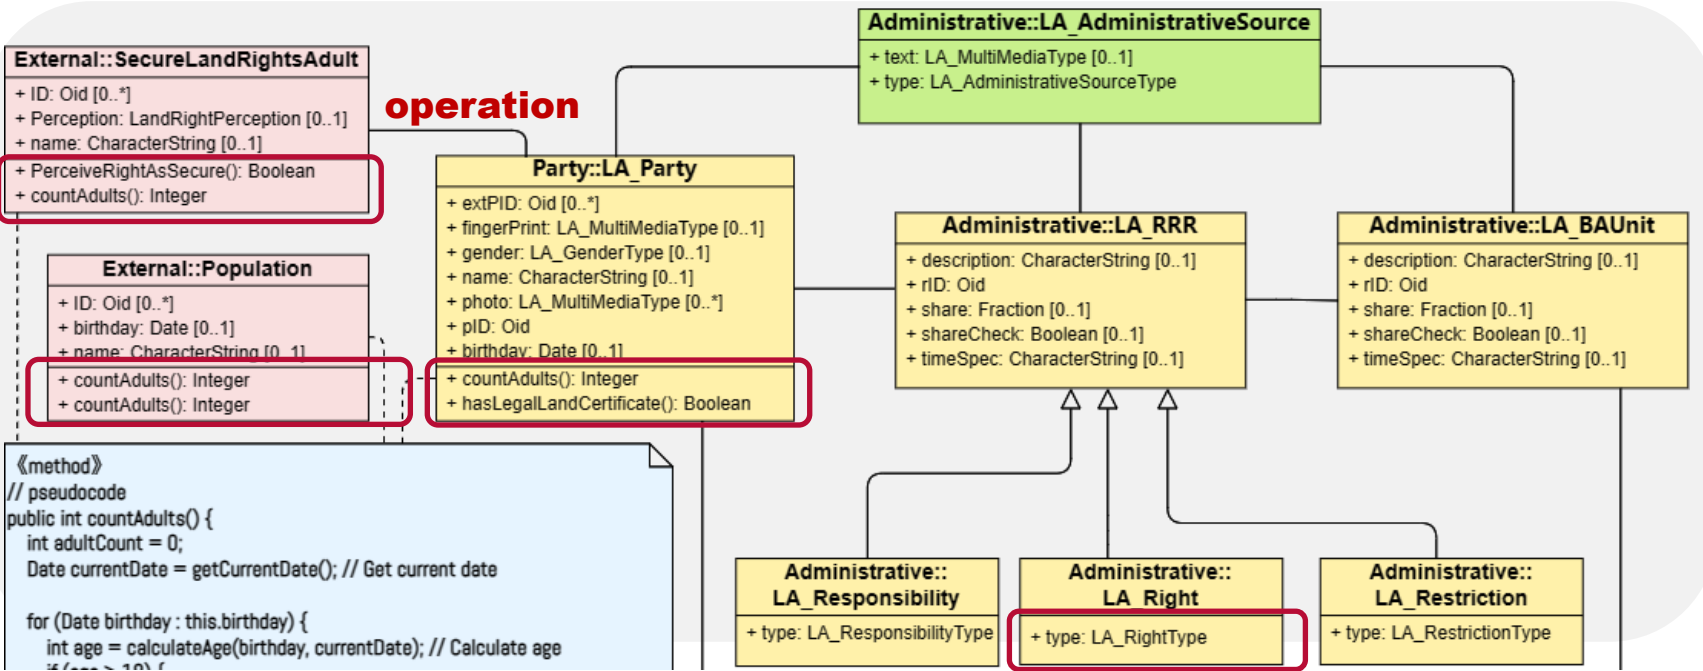 Administrative::LA_AdministrativeSource
+ text: LA_MultiMediaType [0..1]
+ type: LA_AdministrativeSourceType
External::SecureLandRightsAdult
+ ID: Oid [0..*]
+ Perception: LandRightPerception [0..1]
+ name: CharacterString [0..1]
+ PerceiveRightAsSecure(): Boolean
+ countAdults(): Integer
operation
Party::LA_Party
+ extPID: Oid [0..*]
+ fingerPrint: LA_MultiMediaType [0..1]
+ gender: LA_GenderType [0..1]
+ name: CharacterString [0..1]
+ photo: LA_MultiMediaType [0..*]
+ pID: Oid
+ birthday: Date [0..1]
+ countAdults(): Integer
+ hasLegalLandCertificate(): Boolean
Administrative::LA_RRR
+ description: CharacterString [0..1]
+ rID: Oid
+ share: Fraction [0..1]
+ shareCheck: Boolean [0..1]
+ timeSpec: CharacterString [0..1]
Administrative::LA_BAUnit
+ description: CharacterString [0..1]
+ rID: Oid
+ share: Fraction [0..1]
+ shareCheck: Boolean [0..1]
+ timeSpec: CharacterString [0..1]
External::Population
+ ID: Oid [0..*]
+ birthday: Date [0..1]
+ name: CharacterString [0..1]
+ countAdults(): Integer
+ countAdults(): Integer
《method》
// pseudocode
public int countAdults() {
int adultCount = 0;
Date currentDate = getCurrentDate(); // Get current date
for (Date birthday : this.birthday) {
int age = calculateAge(birthday, currentDate); // Calculate age
Administrative::
LA_Responsibility
+ type: LA_ResponsibilityType
Administrative::
LA_Right
+ type: LA_RightType
Administrative::
LA_Restriction
+ type: LA_RestrictionType